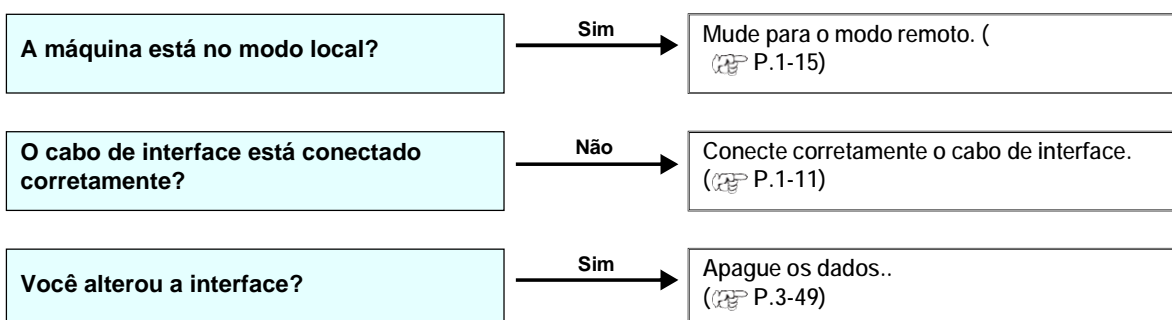 A máquina está no modo local?
Sim
Mude para o modo remoto. (
P.1-15)
O cabo de interface está conectado
corretamente?
Não
Conecte corretamente o cabo de interface.
( P.1-11)
Você alterou a interface?
Sim
Apague os dados..
( P.3-49)